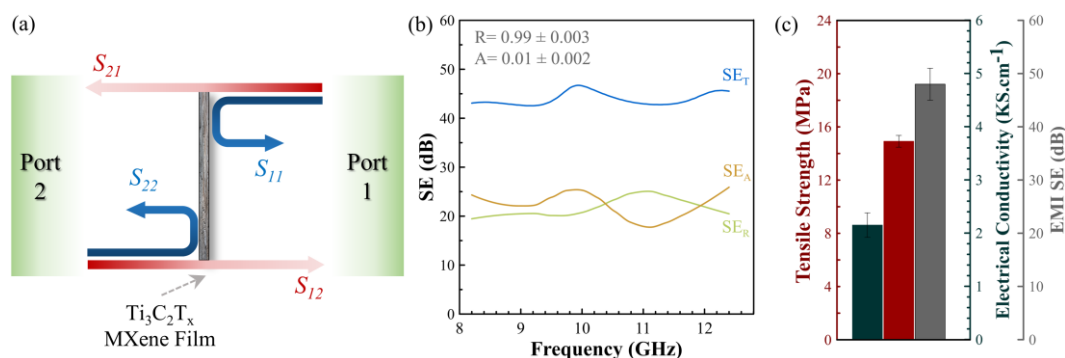 (a)
S21
Port
2
Port
1
S11
S22
S12
Ti3C2Tx
MXene Film
(b)
R= 0.99 ± 0.003
A= 0.01 ± 0.002
SET
SEA
SER
SE (dB)
60
50
40
30
20
10
0
8
9
10
11
12
Frequency (GHz)
(c)
Tensile Strength (MPa)
24
20
16
12
8
4
0
6
5
4
3
2
1
0
Electrical Conductivity (KS.cm-1)
60
50
40
30
20
10
0
EMI SE (dB)